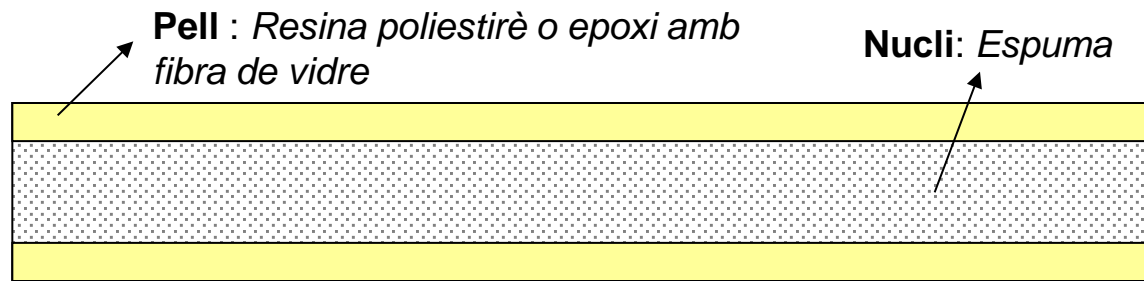 Pell : Resina poliestirè o epoxi amb
fibra de vidre
Nucli: Espuma